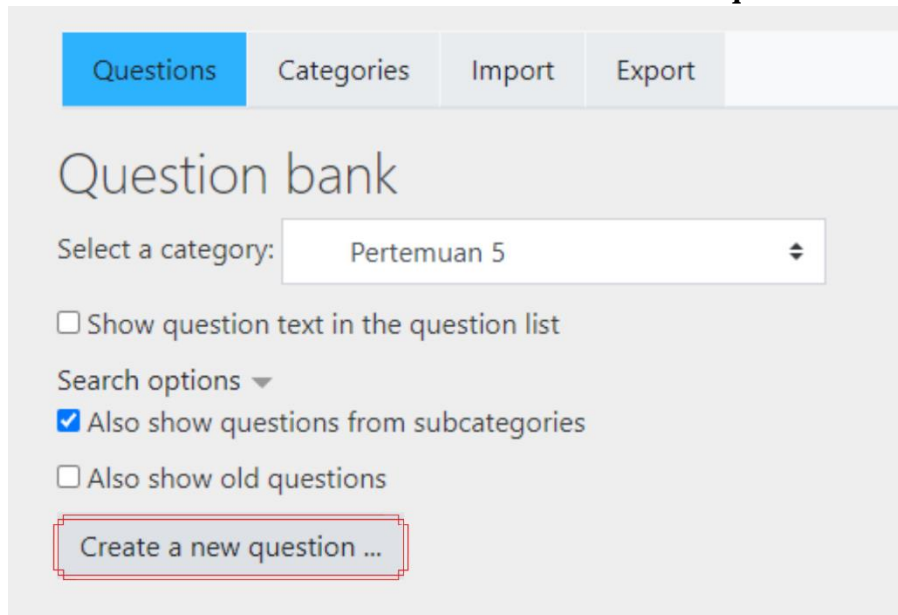 Questions Categories Import Export
Question bank
Select a category: Pertemuan 5
Show question text in the question list
Search options
Also show questions from subcategories
Also show old questions
Create a new question ...